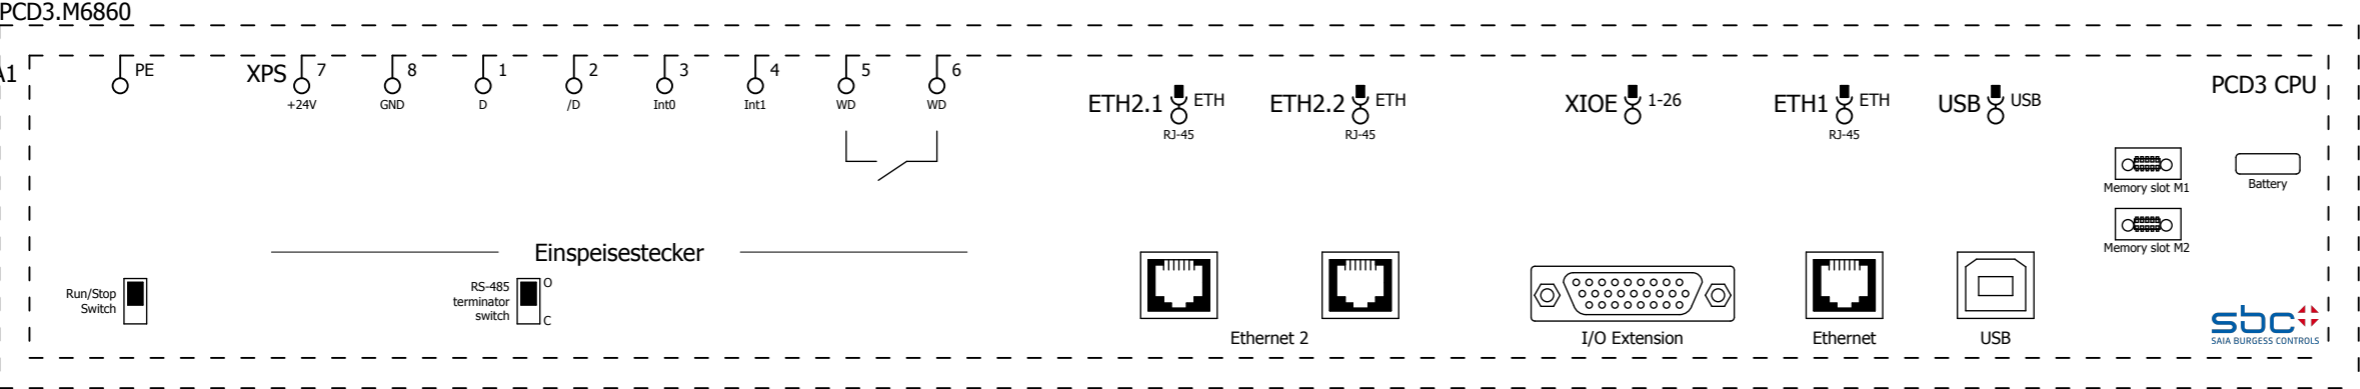 PCD3.M6860
A1
PE
XPS 7 8 1 2 3 4 5 6
+24V GND D /D Int0 Int1 WD WD
ETH2.1 ETH
RJ-45
ETH2.2 ETH
RJ-45
XIOE 1-26
ETH1 ETH
RJ-45
USB USB
PCD3 CPU
Memory slot M1
Battery
Memory slot M2
Einspeisestecker
Run/Stop
Switch
RS-485
terminator
switch
O
C
Ethernet 2
I/O Extension
Ethernet
USB
sbc
SAIA BURGESS CONTROLS